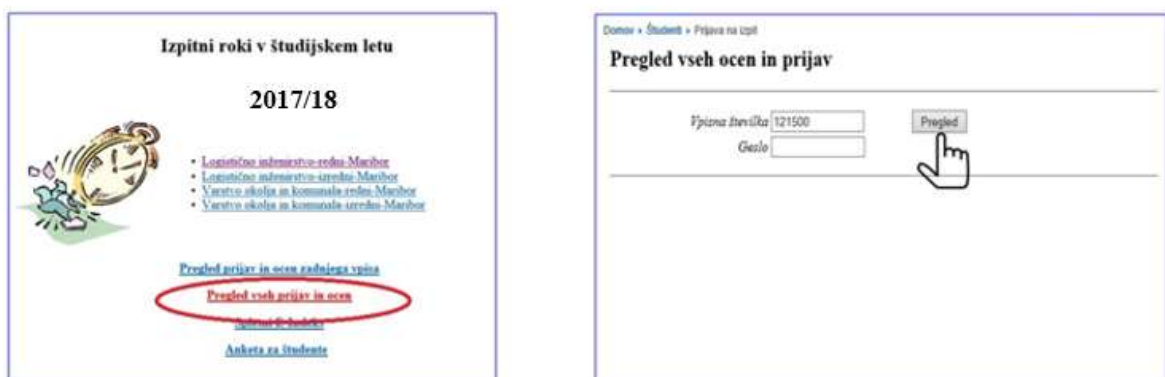 Izpitni roki v študijskem letu
2017/18
Logistično inženirstvo-redni-Maribor
Logistično inženirstvo-izredni-Maribor
Varstvo okolja in komunala-redni-Maribor
Varstvo okolja in komunala-izredni-Maribor
Pregled prijav in ocen zadnjega vpisa
Pregled vseh prijav in ocen
Anketa za študente
Domov » Študenti » Prijava na izpit
Pregled vseh ocen in prijav
Vpisna številka 121500 Pregled
Geslo